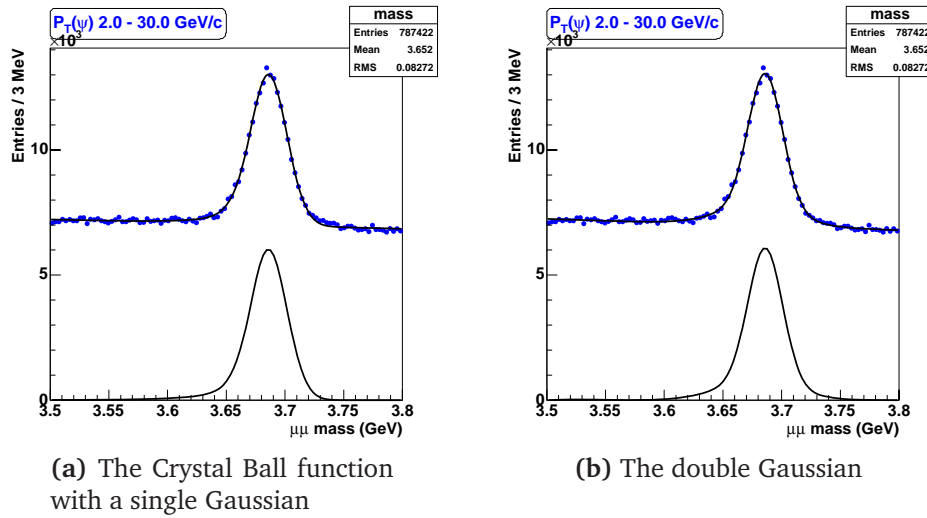 P_T(ψ) 2.0 - 30.0 GeV/c
×10³
mass
Entries 787422
Mean 3.652
RMS 0.08272
Entries / 3 MeV
10
5
0
3.5 3.55 3.6 3.65 3.7 3.75 3.8
μμ mass (GeV)
(a) The Crystal Ball function
with a single Gaussian
P_T(ψ) 2.0 - 30.0 GeV/c
×10³
mass
Entries 787422
Mean 3.652
RMS 0.08272
Entries / 3 MeV
10
5
0
3.5 3.55 3.6 3.65 3.7 3.75 3.8
μμ mass (GeV)
(b) The double Gaussian